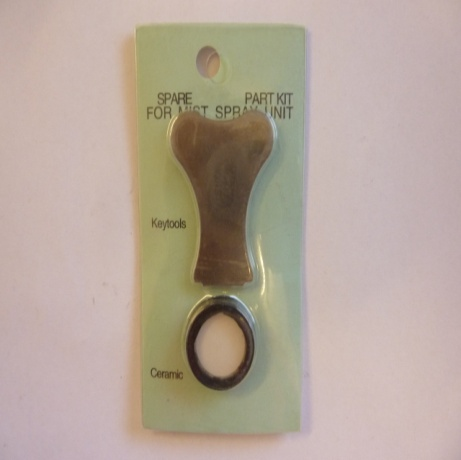 SPARE PART KIT
FOR MIST SPRAY UNIT
Keytools
Ceramic